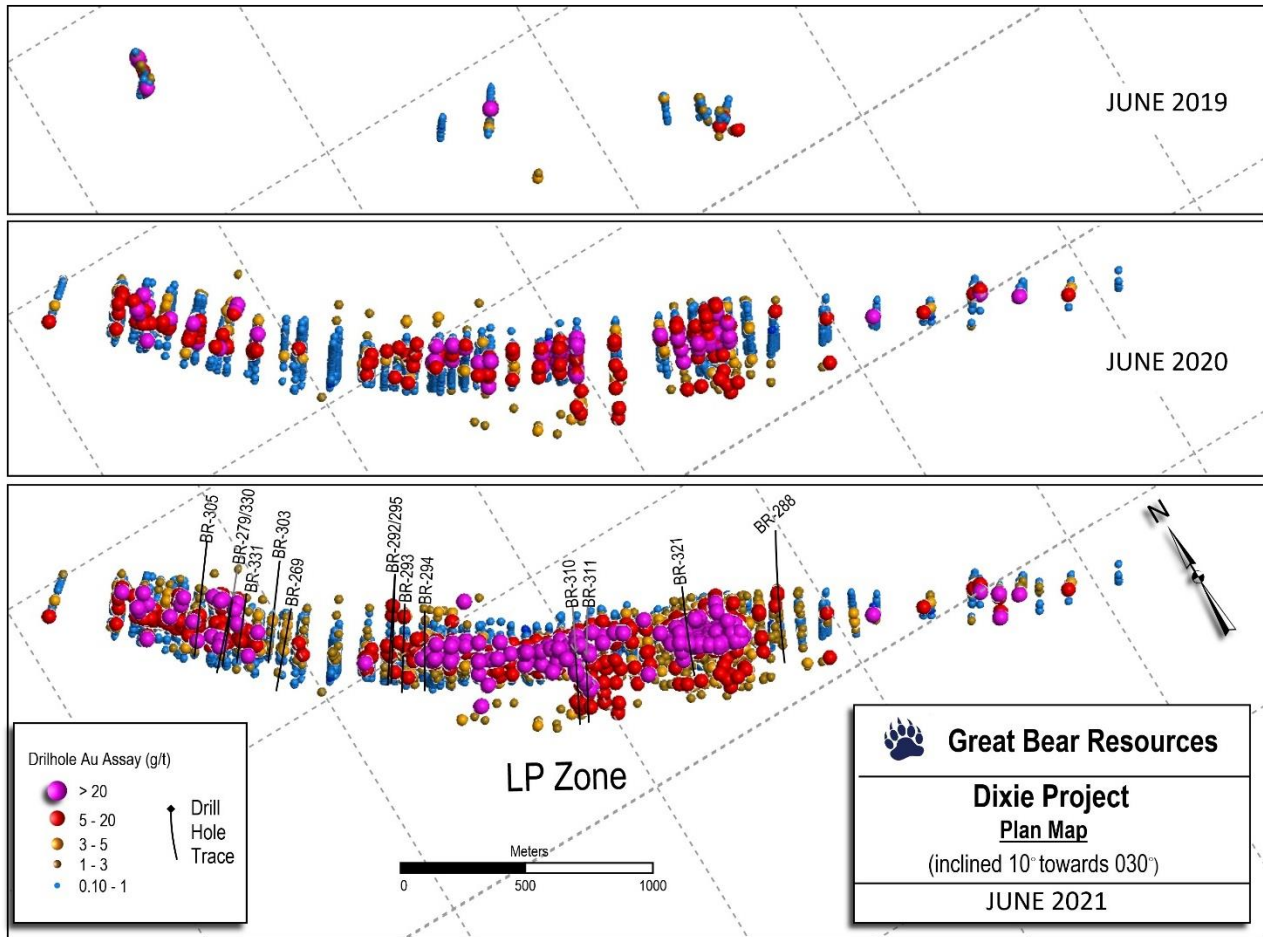 JUNE 2019
JUNE 2020
BR-305
BR-279/330
BR-331
BR-303
BR-269
BR-292/295
BR-293
BR-294
BR-310
BR-311
BR-321
BR-288
N
LP Zone
Drillhole Au Assay (g/t)
> 20
5 - 20
3 - 5
1 - 3
0.10 - 1
Drill
Hole
Trace
Meters
0 500 1000
Great Bear Resources
Dixie Project
Plan Map
(inclined 10° towards 030°)
JUNE 2021